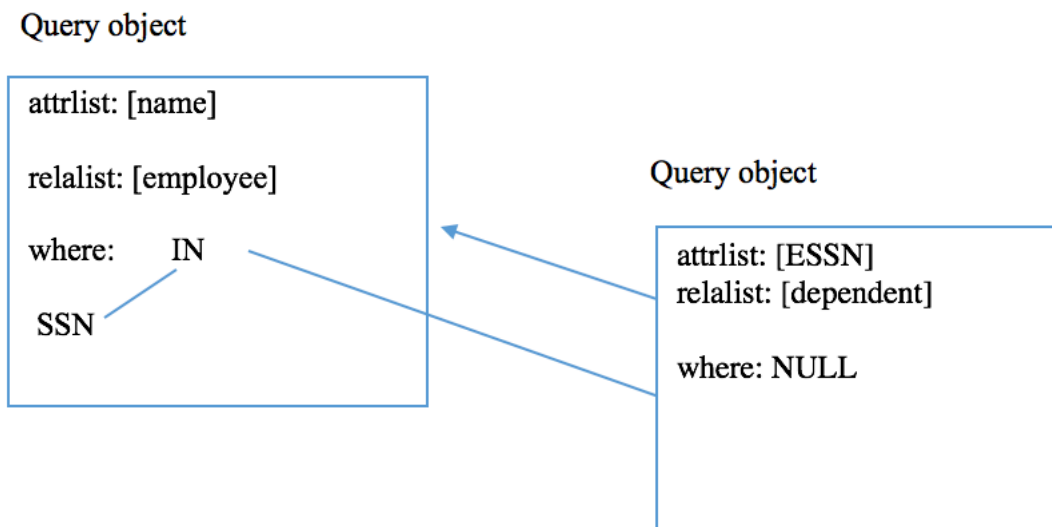 Query object
attrlist: [name]
relalist: [employee]
where: IN
SSN
Query object
attrlist: [ESSN]
relalist: [dependent]
where: NULL